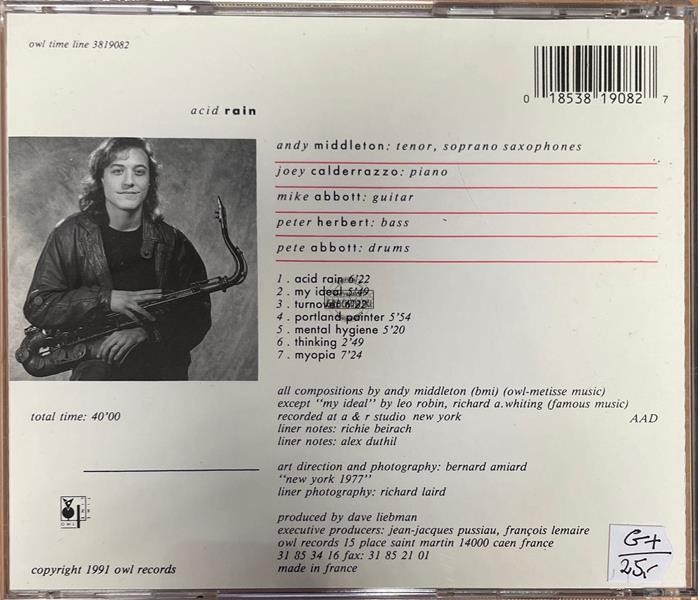 owl time line 3819082
0 18538 19082 7
acid rain
andy middleton: tenor, soprano saxophones
joey calderrazzo: piano
mike abbott: guitar
peter herbert: bass
pete abbott: drums
1 . acid rain 6'22
2 . my ideal 5'49
3 . turnover 6'22
4 . portland painter 5'54
5 . mental hygiene 5'20
6 . thinking 2'49
7 . myopia 7'24
total time: 40'00
all compositions by andy middleton (bmi) (owl-metisse music)
except "my ideal" by leo robin, richard a.whiting (famous music)
recorded at a & r studio new york
AAD
liner notes: richie beirach
liner notes: alex duthil
art direction and photography: bernard amiard
"new york 1977"
liner photography: richard laird
produced by dave liebman
executive producers: jean-jacques pussiau, françois lemaire
owl records 15 place saint martin 14000 caen france
31 85 34 16 fax: 31 85 21 01
made in france
OWL
TIME
LINE
copyright 1991 owl records
G+
25,-